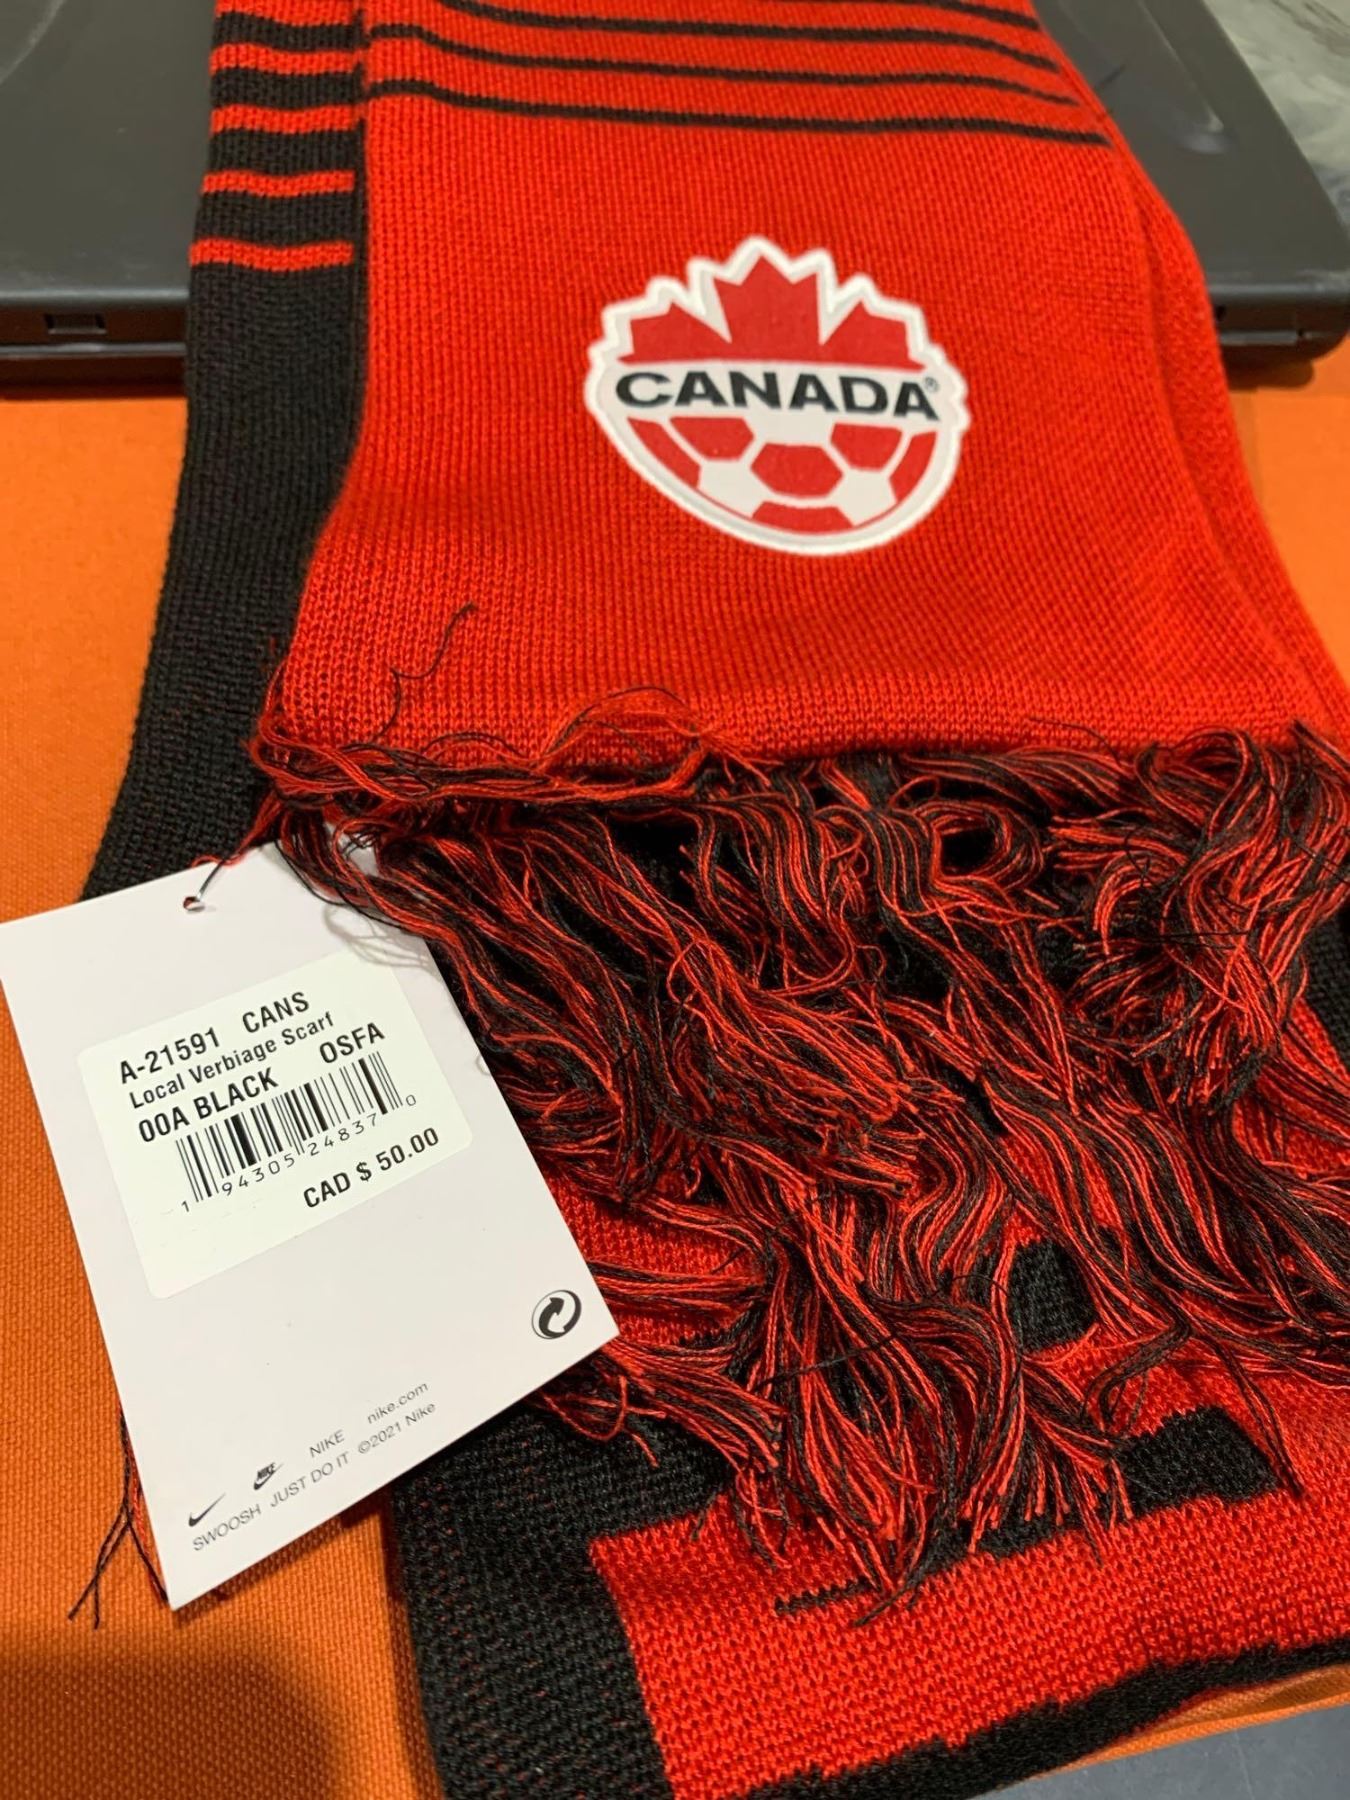 CANADA®
A-21591 CANS
Local Verbiage Scarf
00A BLACK OSFA
1 94305 24837 0
CAD $ 50.00
NIKE nike.com
SWOOSH JUST DO IT ©2021 Nike